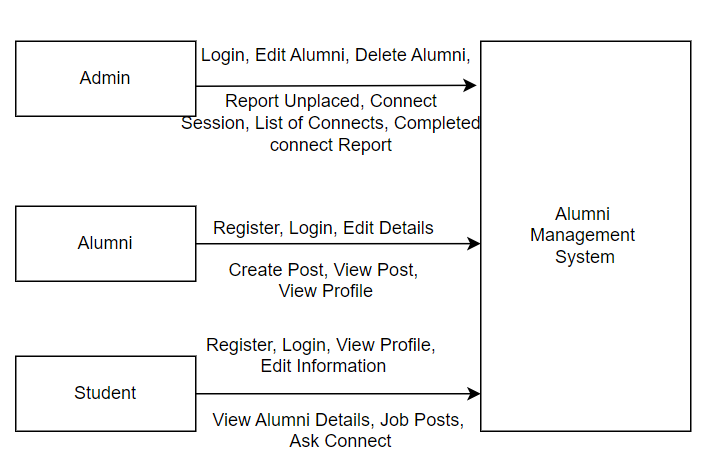 Login, Edit Alumni, Delete Alumni,
Admin
Report Unplaced, Connect
Session, List of Connects, Completed
connect Report
Alumni
Management
System
Register, Login, Edit Details
Alumni
Create Post, View Post,
View Profile
Register, Login, View Profile,
Edit Information
Student
View Alumni Details, Job Posts,
Ask Connect